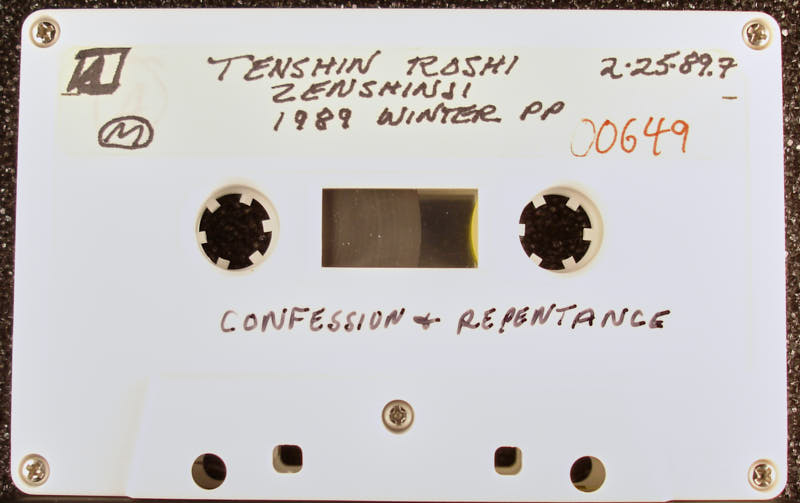 A
TENSHIN ROSHI
2.25.89.7
ZENSHINJI
1989 WINTER PP
00649
M
CONFESSION + REPENTANCE